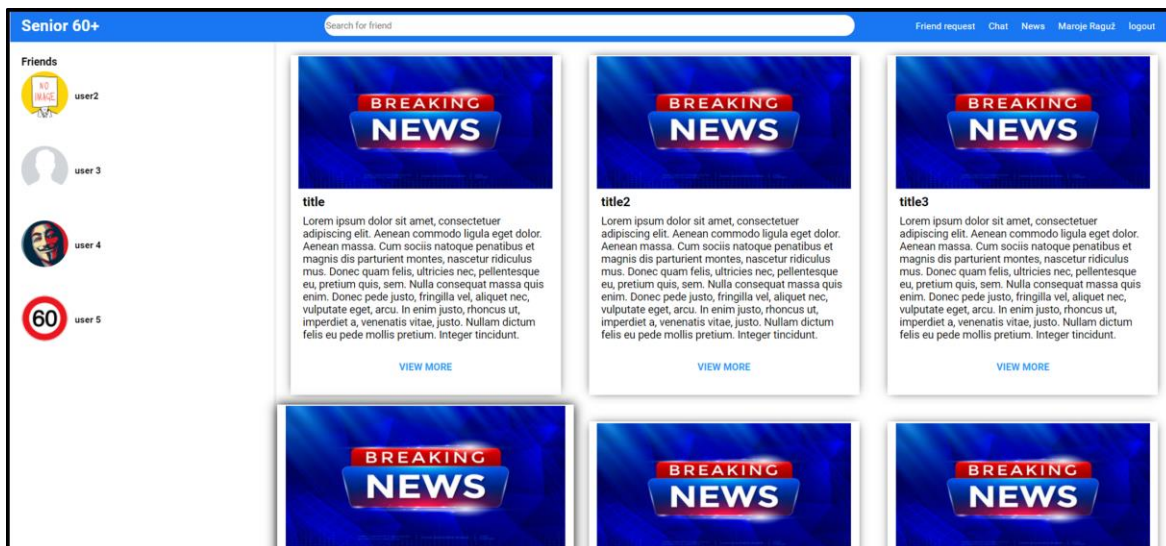 Senior 60+
Search for friend
Friend request Chat News Maroje Raguž logout
Friends
NO
IMAGE
user2
user 3
user 4
60
user 5
BREAKING
NEWS
title
Lorem ipsum dolor sit amet, consectetuer
adipiscing elit. Aenean commodo ligula eget dolor.
Aenean massa. Cum sociis natoque penatibus et
magnis dis parturient montes, nascetur ridiculus
mus. Donec quam felis, ultricies nec, pellentesque
eu, pretium quis, sem. Nulla consequat massa quis
enim. Donec pede justo, fringilla vel, aliquet nec,
vulputate eget, arcu. In enim justo, rhoncus ut,
imperdiet a, venenatis vitae, justo. Nullam dictum
felis eu pede mollis pretium. Integer tincidunt.
VIEW MORE
BREAKING
NEWS
title2
Lorem ipsum dolor sit amet, consectetuer
adipiscing elit. Aenean commodo ligula eget dolor.
Aenean massa. Cum sociis natoque penatibus et
magnis dis parturient montes, nascetur ridiculus
mus. Donec quam felis, ultricies nec, pellentesque
eu, pretium quis, sem. Nulla consequat massa quis
enim. Donec pede justo, fringilla vel, aliquet nec,
vulputate eget, arcu. In enim justo, rhoncus ut,
imperdiet a, venenatis vitae, justo. Nullam dictum
felis eu pede mollis pretium. Integer tincidunt.
VIEW MORE
BREAKING
NEWS
title3
Lorem ipsum dolor sit amet, consectetuer
adipiscing elit. Aenean commodo ligula eget dolor.
Aenean massa. Cum sociis natoque penatibus et
magnis dis parturient montes, nascetur ridiculus
mus. Donec quam felis, ultricies nec, pellentesque
eu, pretium quis, sem. Nulla consequat massa quis
enim. Donec pede justo, fringilla vel, aliquet nec,
vulputate eget, arcu. In enim justo, rhoncus ut,
imperdiet a, venenatis vitae, justo. Nullam dictum
felis eu pede mollis pretium. Integer tincidunt.
VIEW MORE
BREAKING
NEWS
BREAKING
NEWS
BREAKING
NEWS